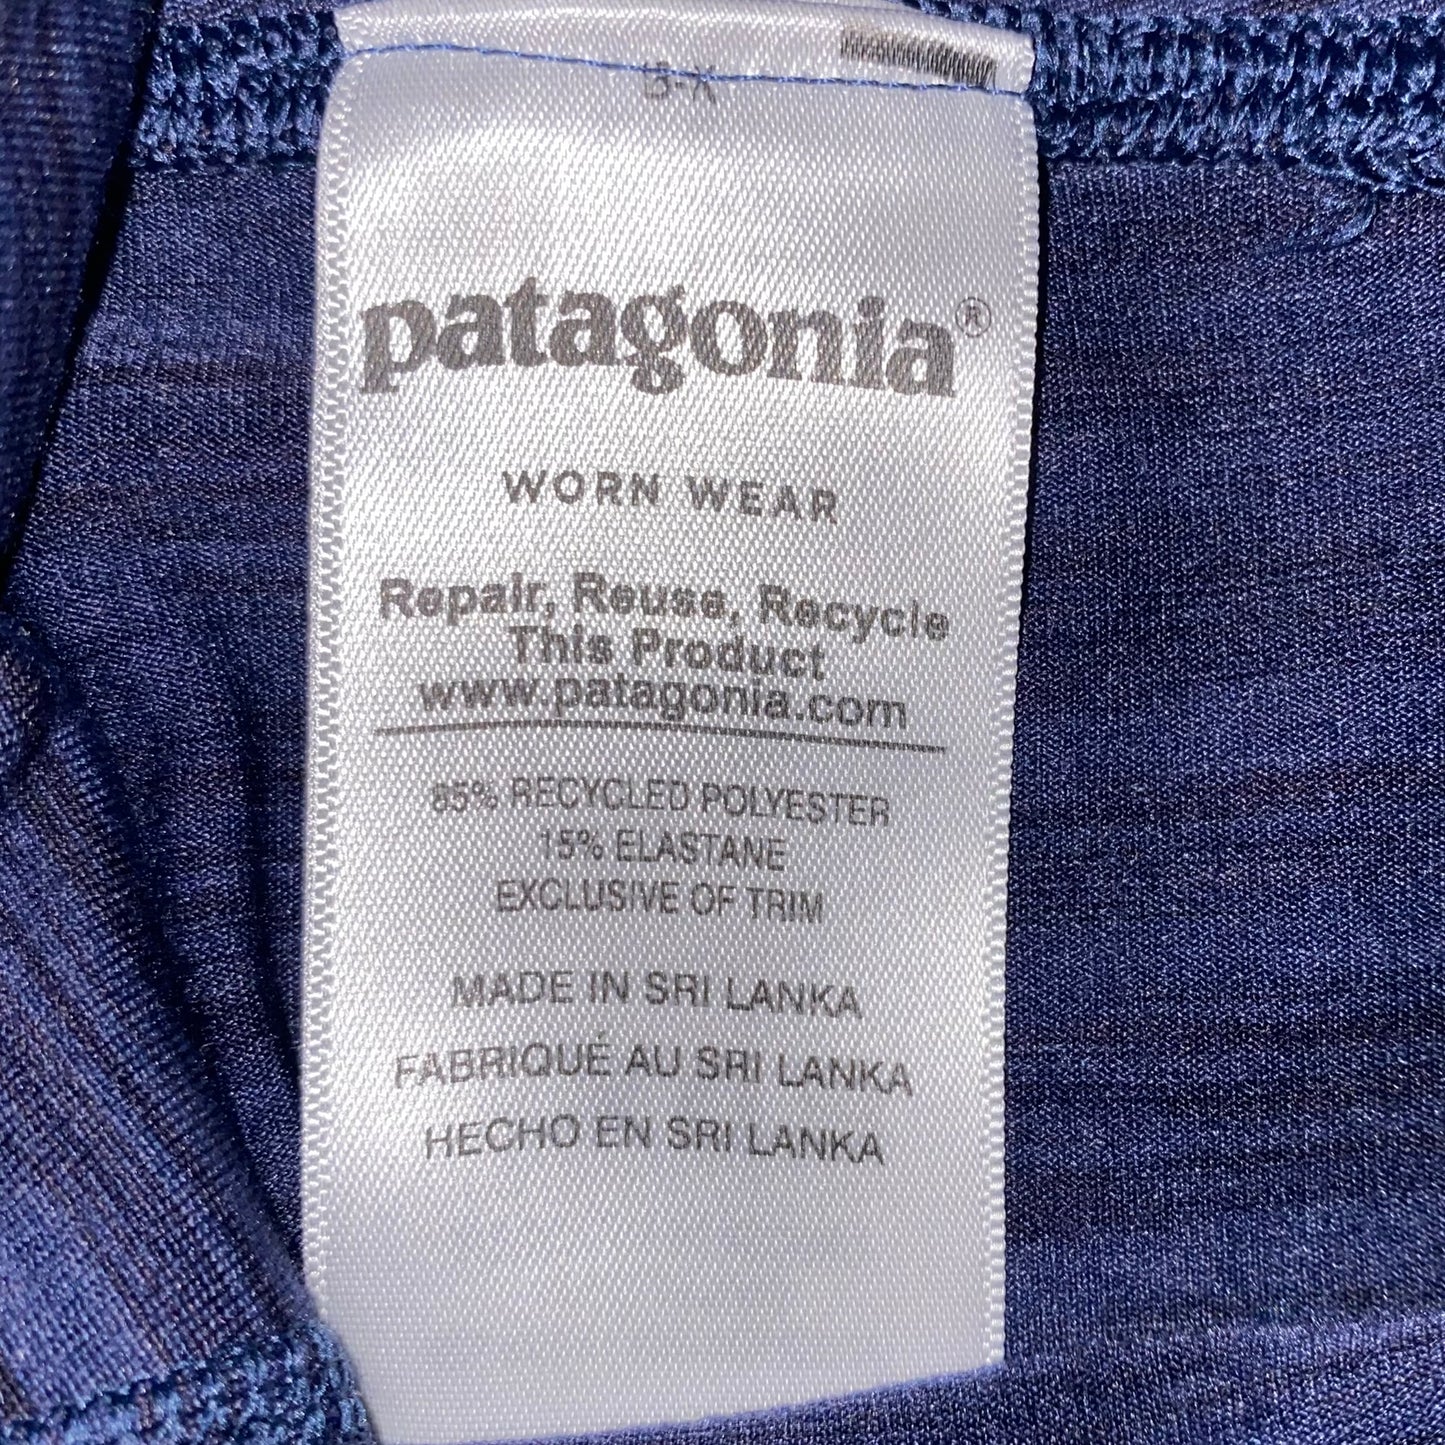 patagonia®
WORN WEAR
Repair, Reuse, Recycle
This Product
www.patagonia.com
85% RECYCLED POLYESTER
15% ELASTANE
EXCLUSIVE OF TRIM
MADE IN SRI LANKA
FABRIQUÉ AU SRI LANKA
HECHO EN SRI LANKA